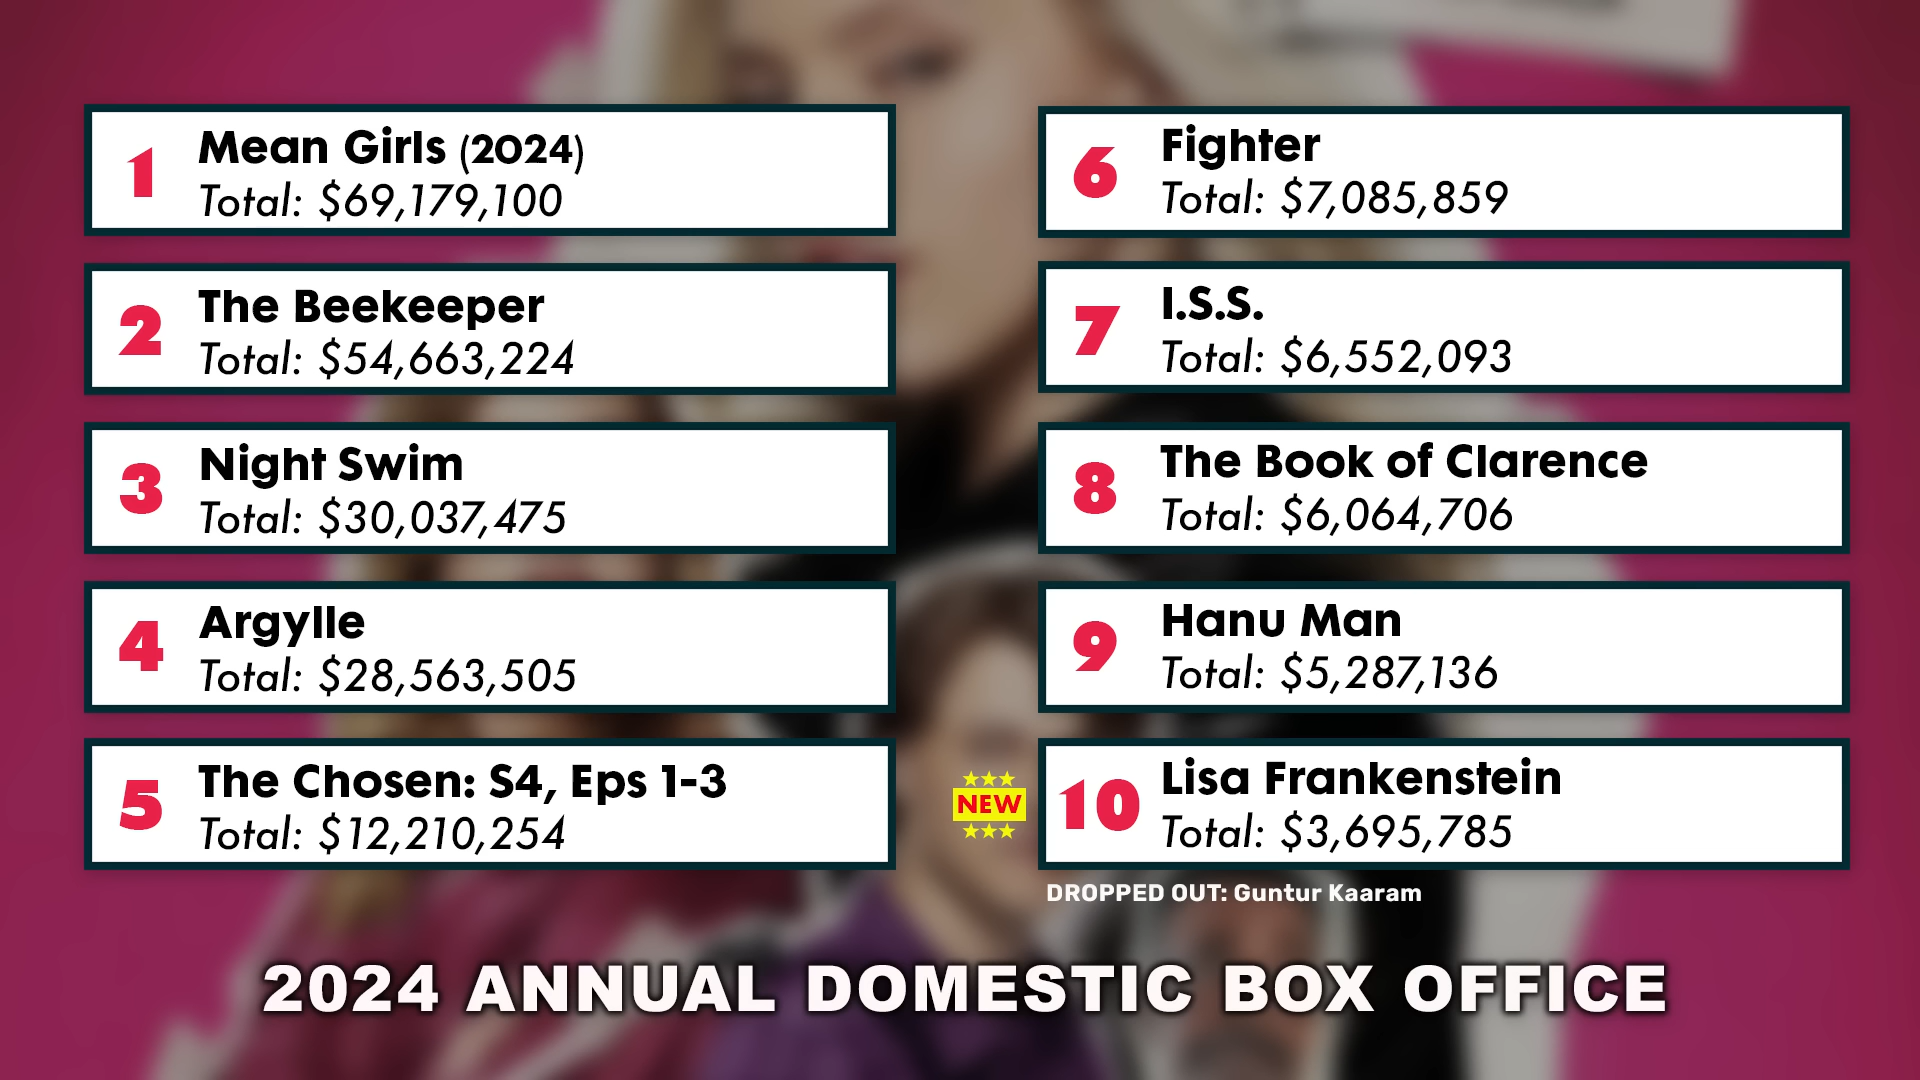 1
Mean Girls (2024)
Total: $69,179,100
2
The Beekeeper
Total: $54,663,224
3
Night Swim
Total: $30,037,475
4
Argylle
Total: $28,563,505
5
The Chosen: S4, Eps 1-3
Total: $12,210,254
6
Fighter
Total: $7,085,859
7
I.S.S.
Total: $6,552,093
8
The Book of Clarence
Total: $6,064,706
9
Hanu Man
Total: $5,287,136
NEW
10
Lisa Frankenstein
Total: $3,695,785
DROPPED OUT: Guntur Kaaram
2024 ANNUAL DOMESTIC BOX OFFICE